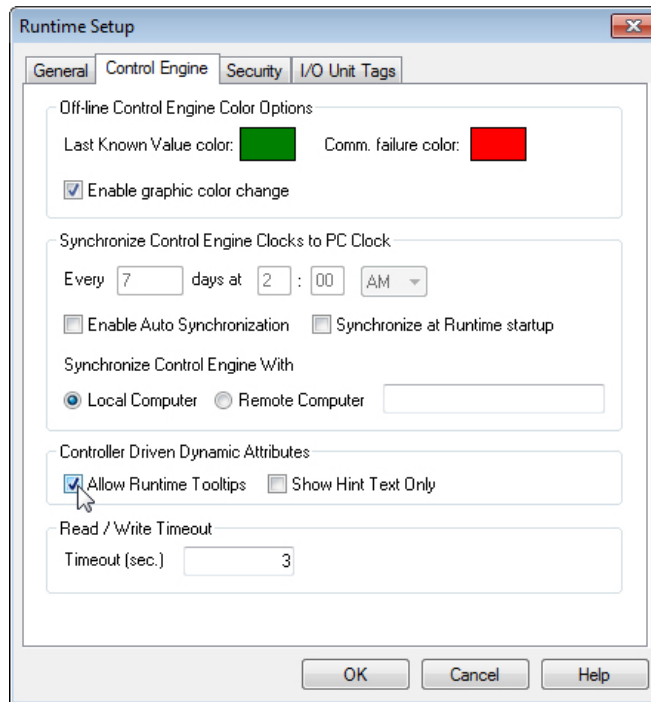 Runtime Setup
General Control Engine Security I/O Unit Tags
Off-line Control Engine Color Options
Last Known Value color: Comm. failure color:
Enable graphic color change
Synchronize Control Engine Clocks to PC Clock
Every 7 days at 2 : 00 AM
Enable Auto Synchronization Synchronize at Runtime startup
Synchronize Control Engine With
Local Computer Remote Computer
Controller Driven Dynamic Attributes
Allow Runtime Tooltips Show Hint Text Only
Read / Write Timeout
Timeout (sec.) 3
OK Cancel Help